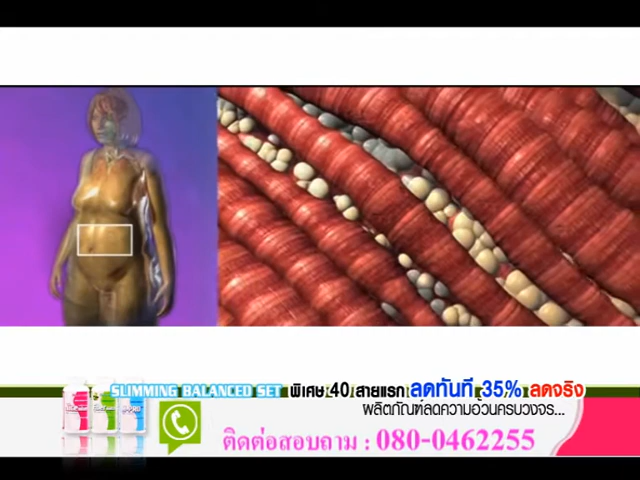 SLIMMING BALANCED SET พิเศษ 40 สายแรก ลดทันที 35% ลดจริง
ผลิตภัณฑ์ลดความอ้วนครบวงจร...
ติดต่อสอบถาม : 080-0462255